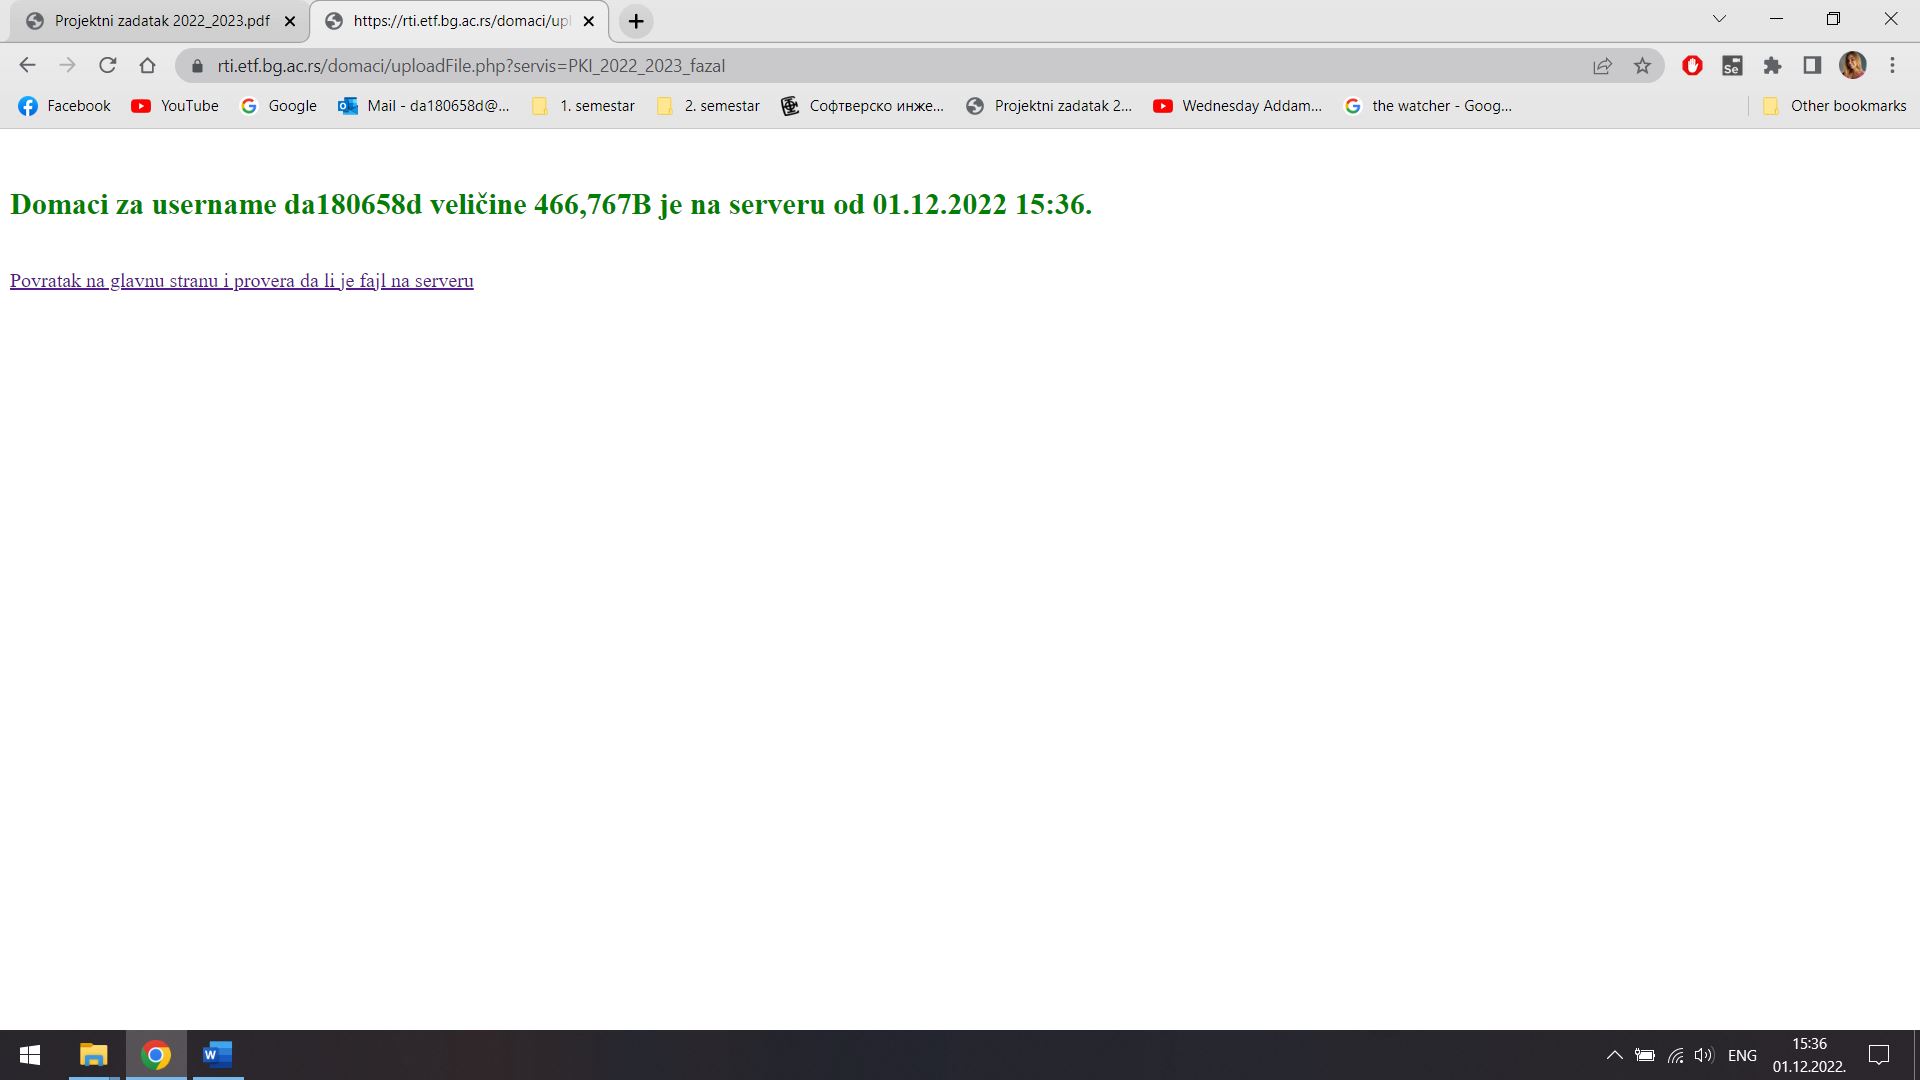 Projektni zadatak 2022_2023.pdf
https://rti.etf.bg.ac.rs/domaci/upl
rti.etf.bg.ac.rs/domaci/uploadFile.php?servis=PKI_2022_2023_fazaI
Facebook YouTube Google Mail - da180658d@... 1. semestar 2. semestar Софтверско инже... Projektni zadatak 2... Wednesday Addam... the watcher - Goog... Other bookmarks
Domaci za username da180658d veličine 466,767B je na serveru od 01.12.2022 15:36.
Povratak na glavnu stranu i provera da li je fajl na serveru
ENG
15:36
01.12.2022.